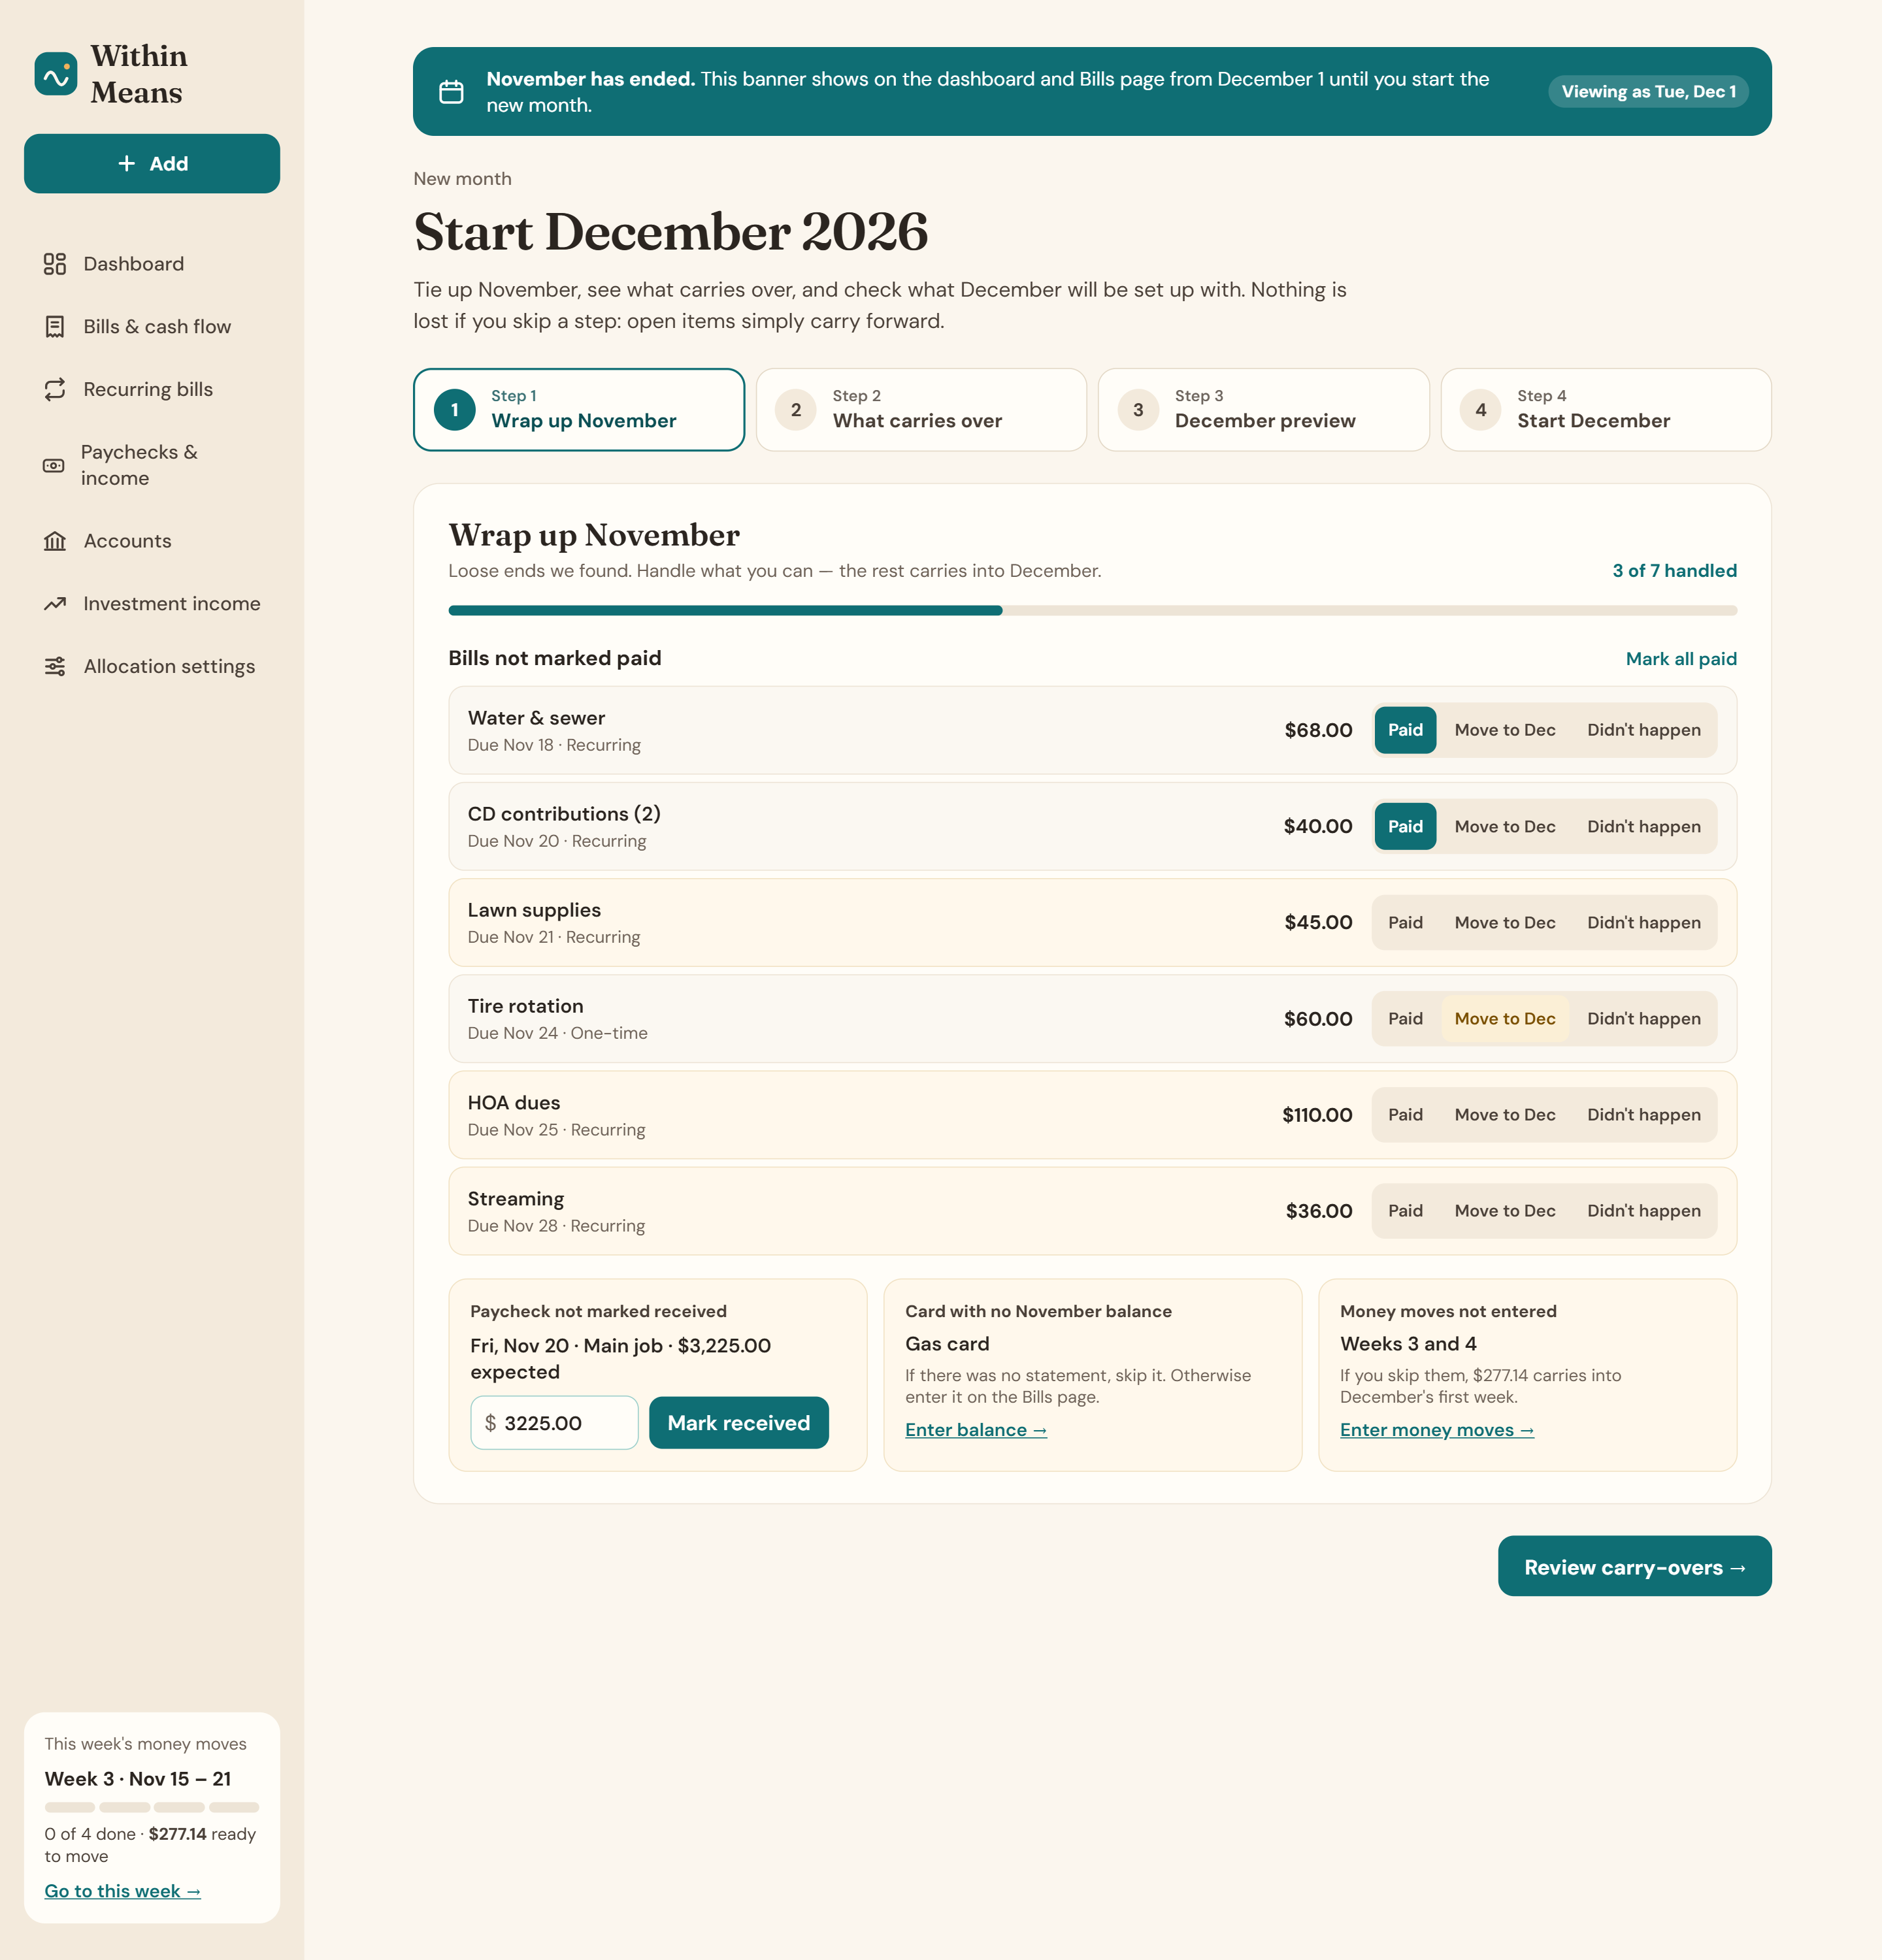 Within
Means
Add
Dashboard
Bills & cash flow
Recurring bills
Paychecks &
income
Accounts
Investment income
Allocation settings
This week's money moves
Week 3 · Nov 15 – 21
0 of 4 done · $277.14 ready
to move
Go to this week →
November has ended. This banner shows on the dashboard and Bills page from December 1 until you start the
new month.
Viewing as Tue, Dec 1
New month
Start December 2026
Tie up November, see what carries over, and check what December will be set up with. Nothing is
lost if you skip a step: open items simply carry forward.
1
Step 1
Wrap up November
2
Step 2
What carries over
3
Step 3
December preview
4
Step 4
Start December
Wrap up November
Loose ends we found. Handle what you can — the rest carries into December.
3 of 7 handled
Bills not marked paid
Mark all paid
Water & sewer
Due Nov 18 · Recurring
$68.00
Paid
Move to Dec
Didn't happen
CD contributions (2)
Due Nov 20 · Recurring
$40.00
Paid
Move to Dec
Didn't happen
Lawn supplies
Due Nov 21 · Recurring
$45.00
Paid
Move to Dec
Didn't happen
Tire rotation
Due Nov 24 · One-time
$60.00
Paid
Move to Dec
Didn't happen
HOA dues
Due Nov 25 · Recurring
$110.00
Paid
Move to Dec
Didn't happen
Streaming
Due Nov 28 · Recurring
$36.00
Paid
Move to Dec
Didn't happen
Paycheck not marked received
Fri, Nov 20 · Main job · $3,225.00
expected
$ 3225.00
Mark received
Card with no November balance
Gas card
If there was no statement, skip it. Otherwise
enter it on the Bills page.
Enter balance →
Money moves not entered
Weeks 3 and 4
If you skip them, $277.14 carries into
December's first week.
Enter money moves →
Review carry-overs →